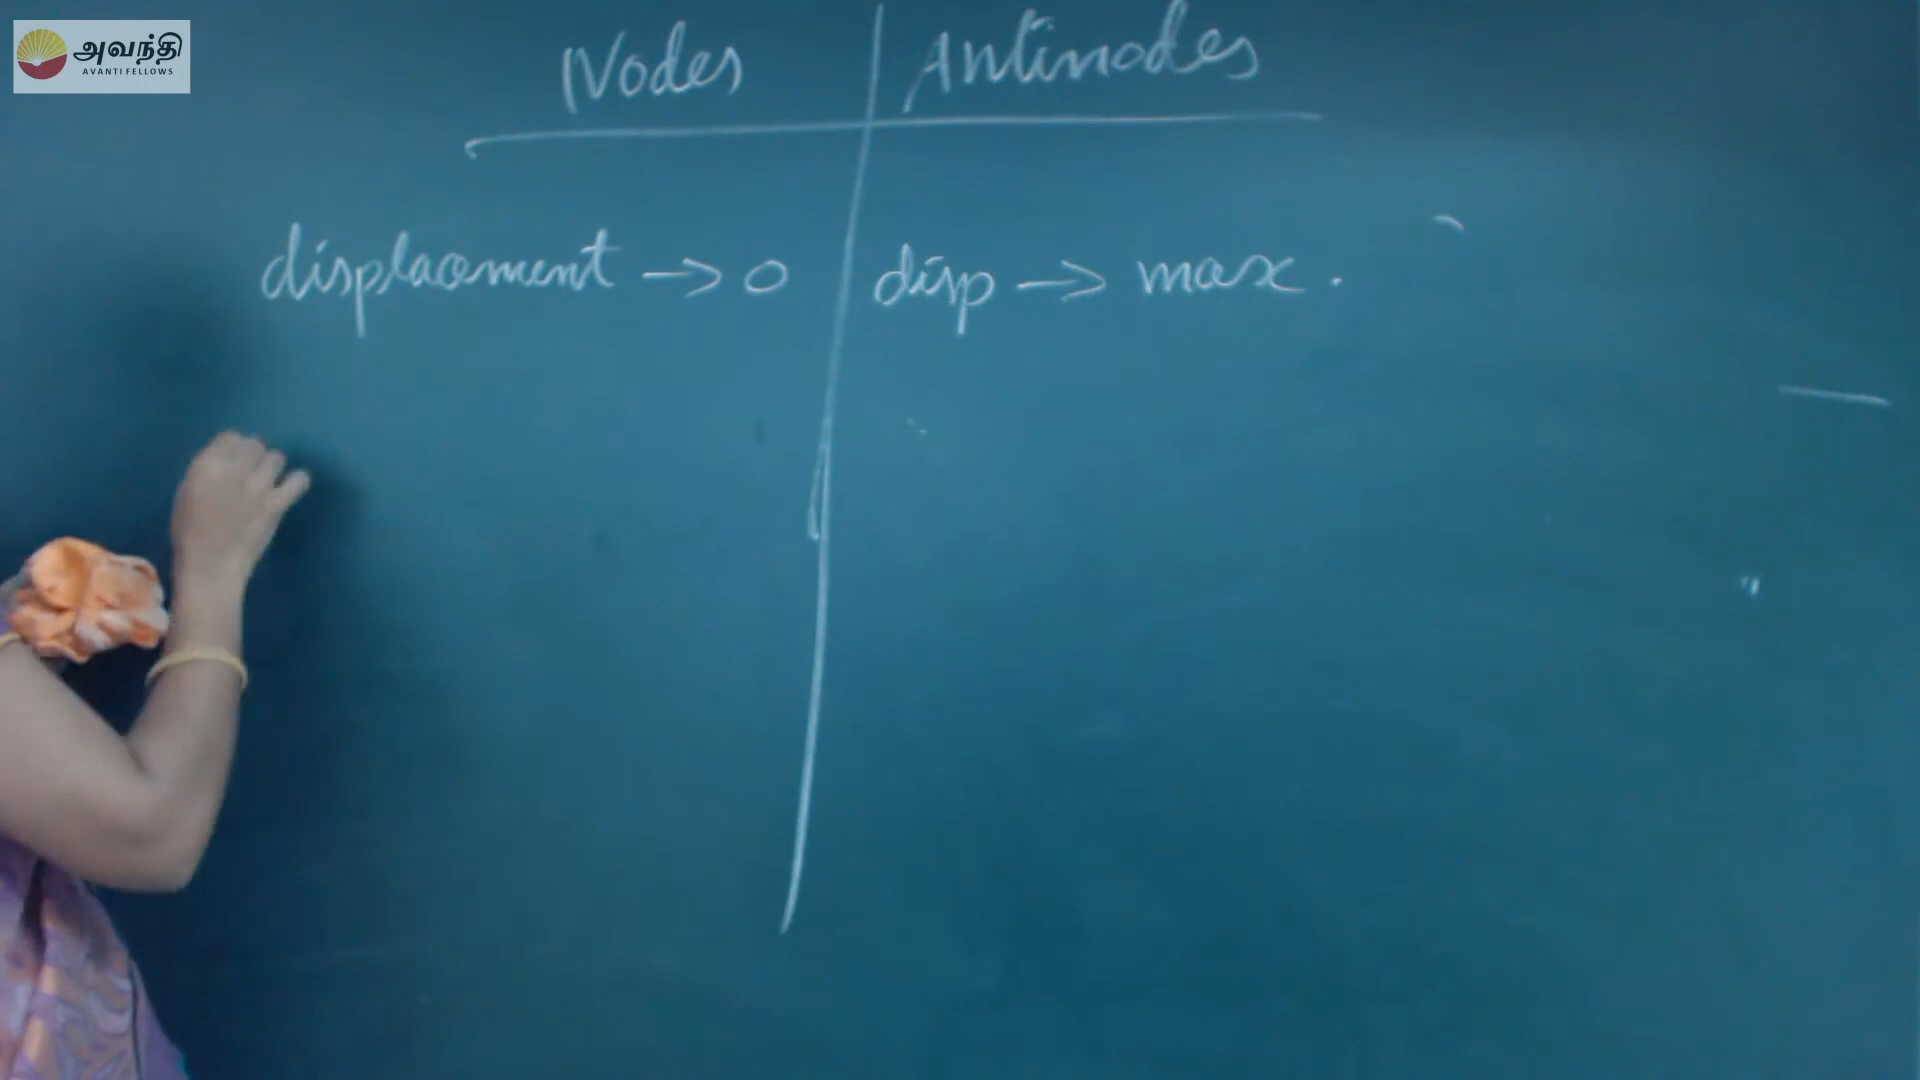 அவந்தி
AVANTI FELLOWS
Nodes Antinodes
displacement → 0 disp → max.